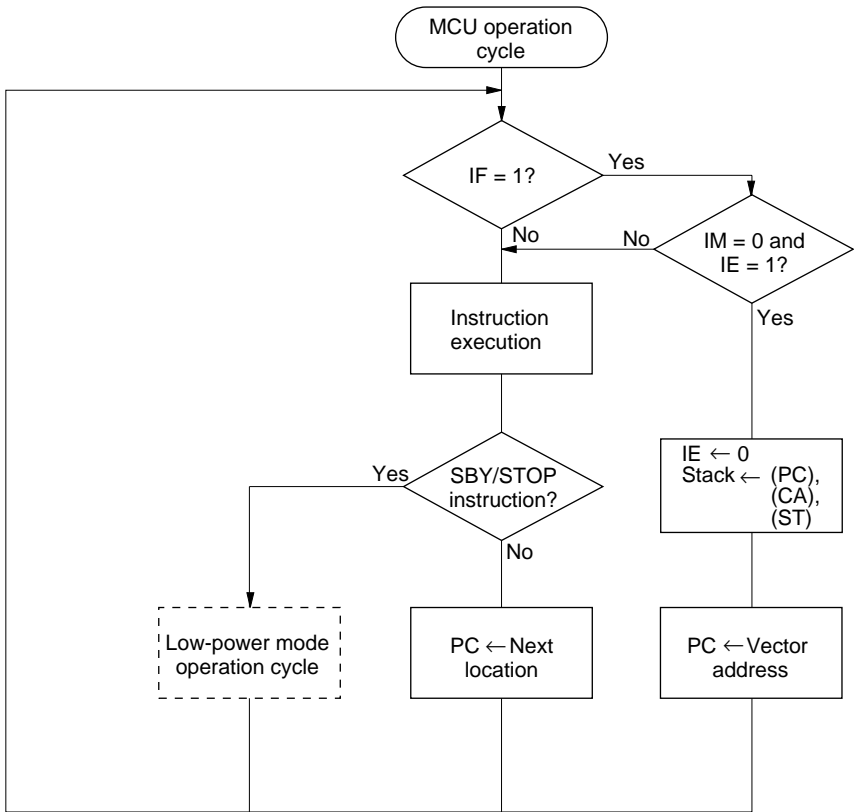 MCU operation
cycle
IF = 1?
Yes
No
No
IM = 0 and
IE = 1?
Yes
Instruction
execution
IE ← 0
Stack ← (PC),
(CA),
(ST)
Yes
SBY/STOP
instruction?
No
Low-power mode
operation cycle
PC ← Next
location
PC ← Vector
address